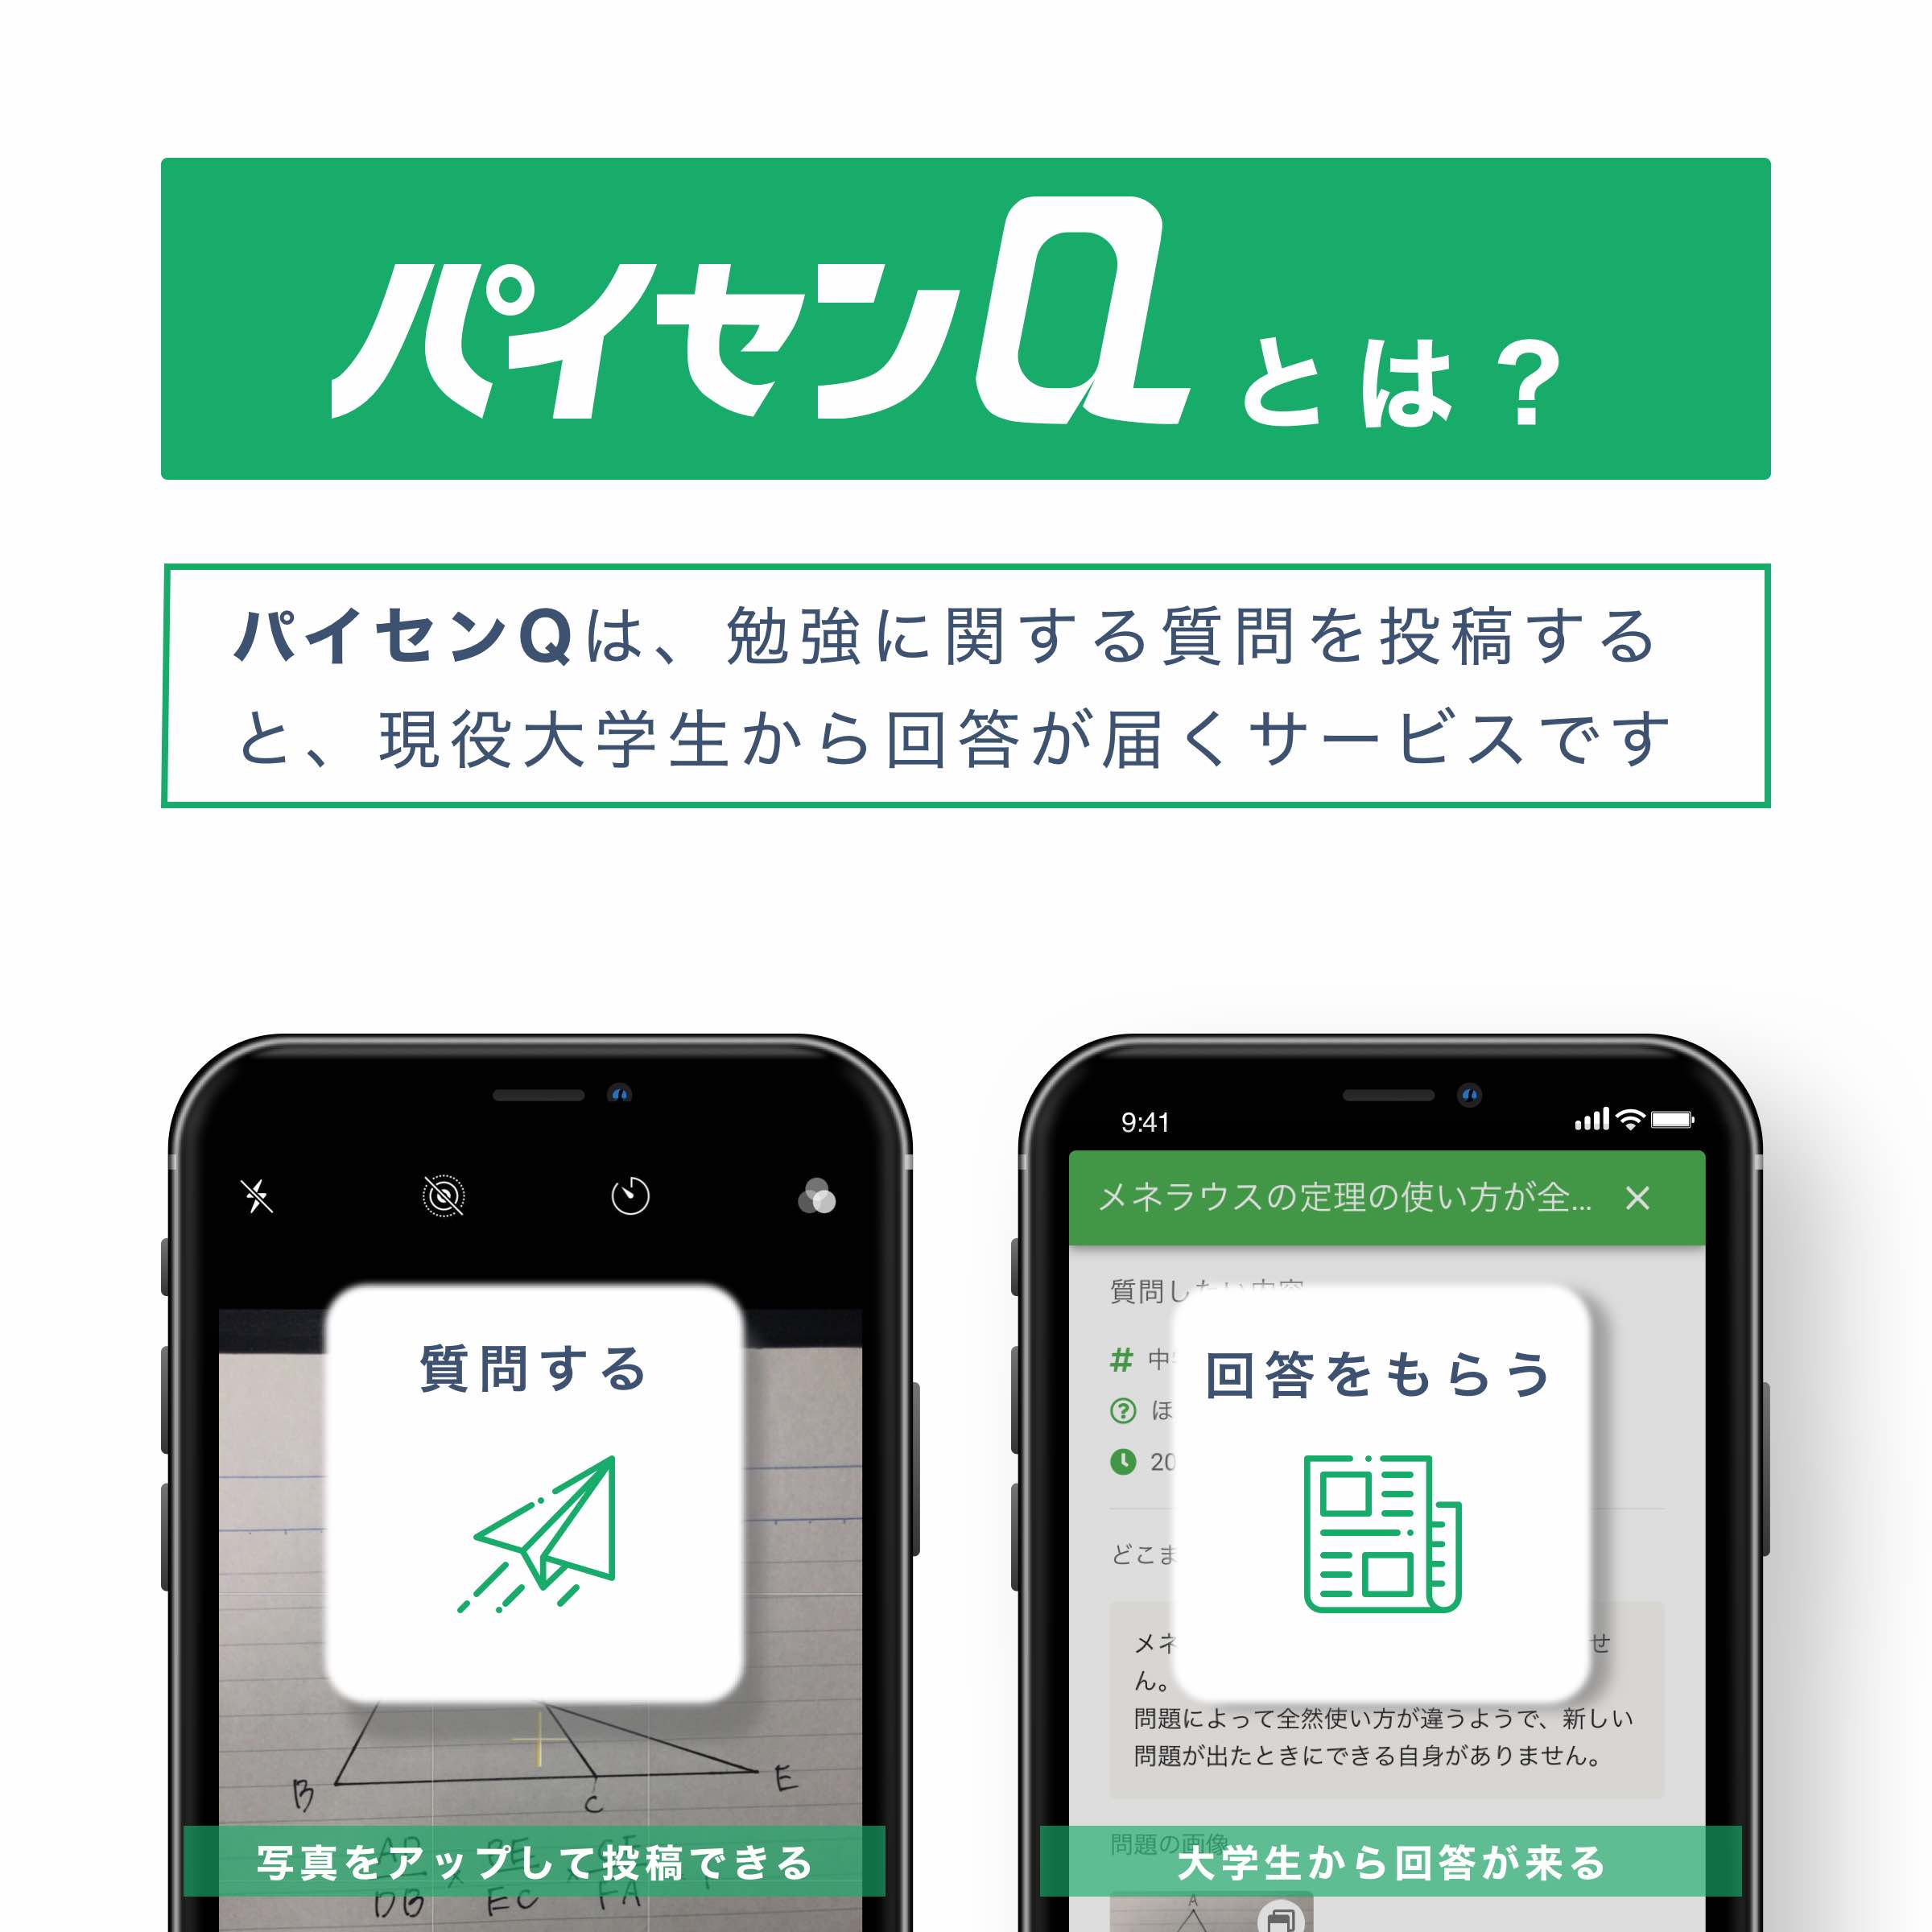 パイセンQとは？
パイセンQは、勉強に関する質問を投稿する
と、現役大学生から回答が届くサービスです
質問する
B
C
E
写真をアップして投稿できる
DB
EC
FA
9:41
メネラウスの定理の使い方が全...
質問し
# 中
ほ
20
回答をもらう
どこま
メネ
せ
ん。
問題によって全然使い方が違うようで、新しい
問題が出たときにできる自身がありません。
問題の画像
大学生から回答が来る
A